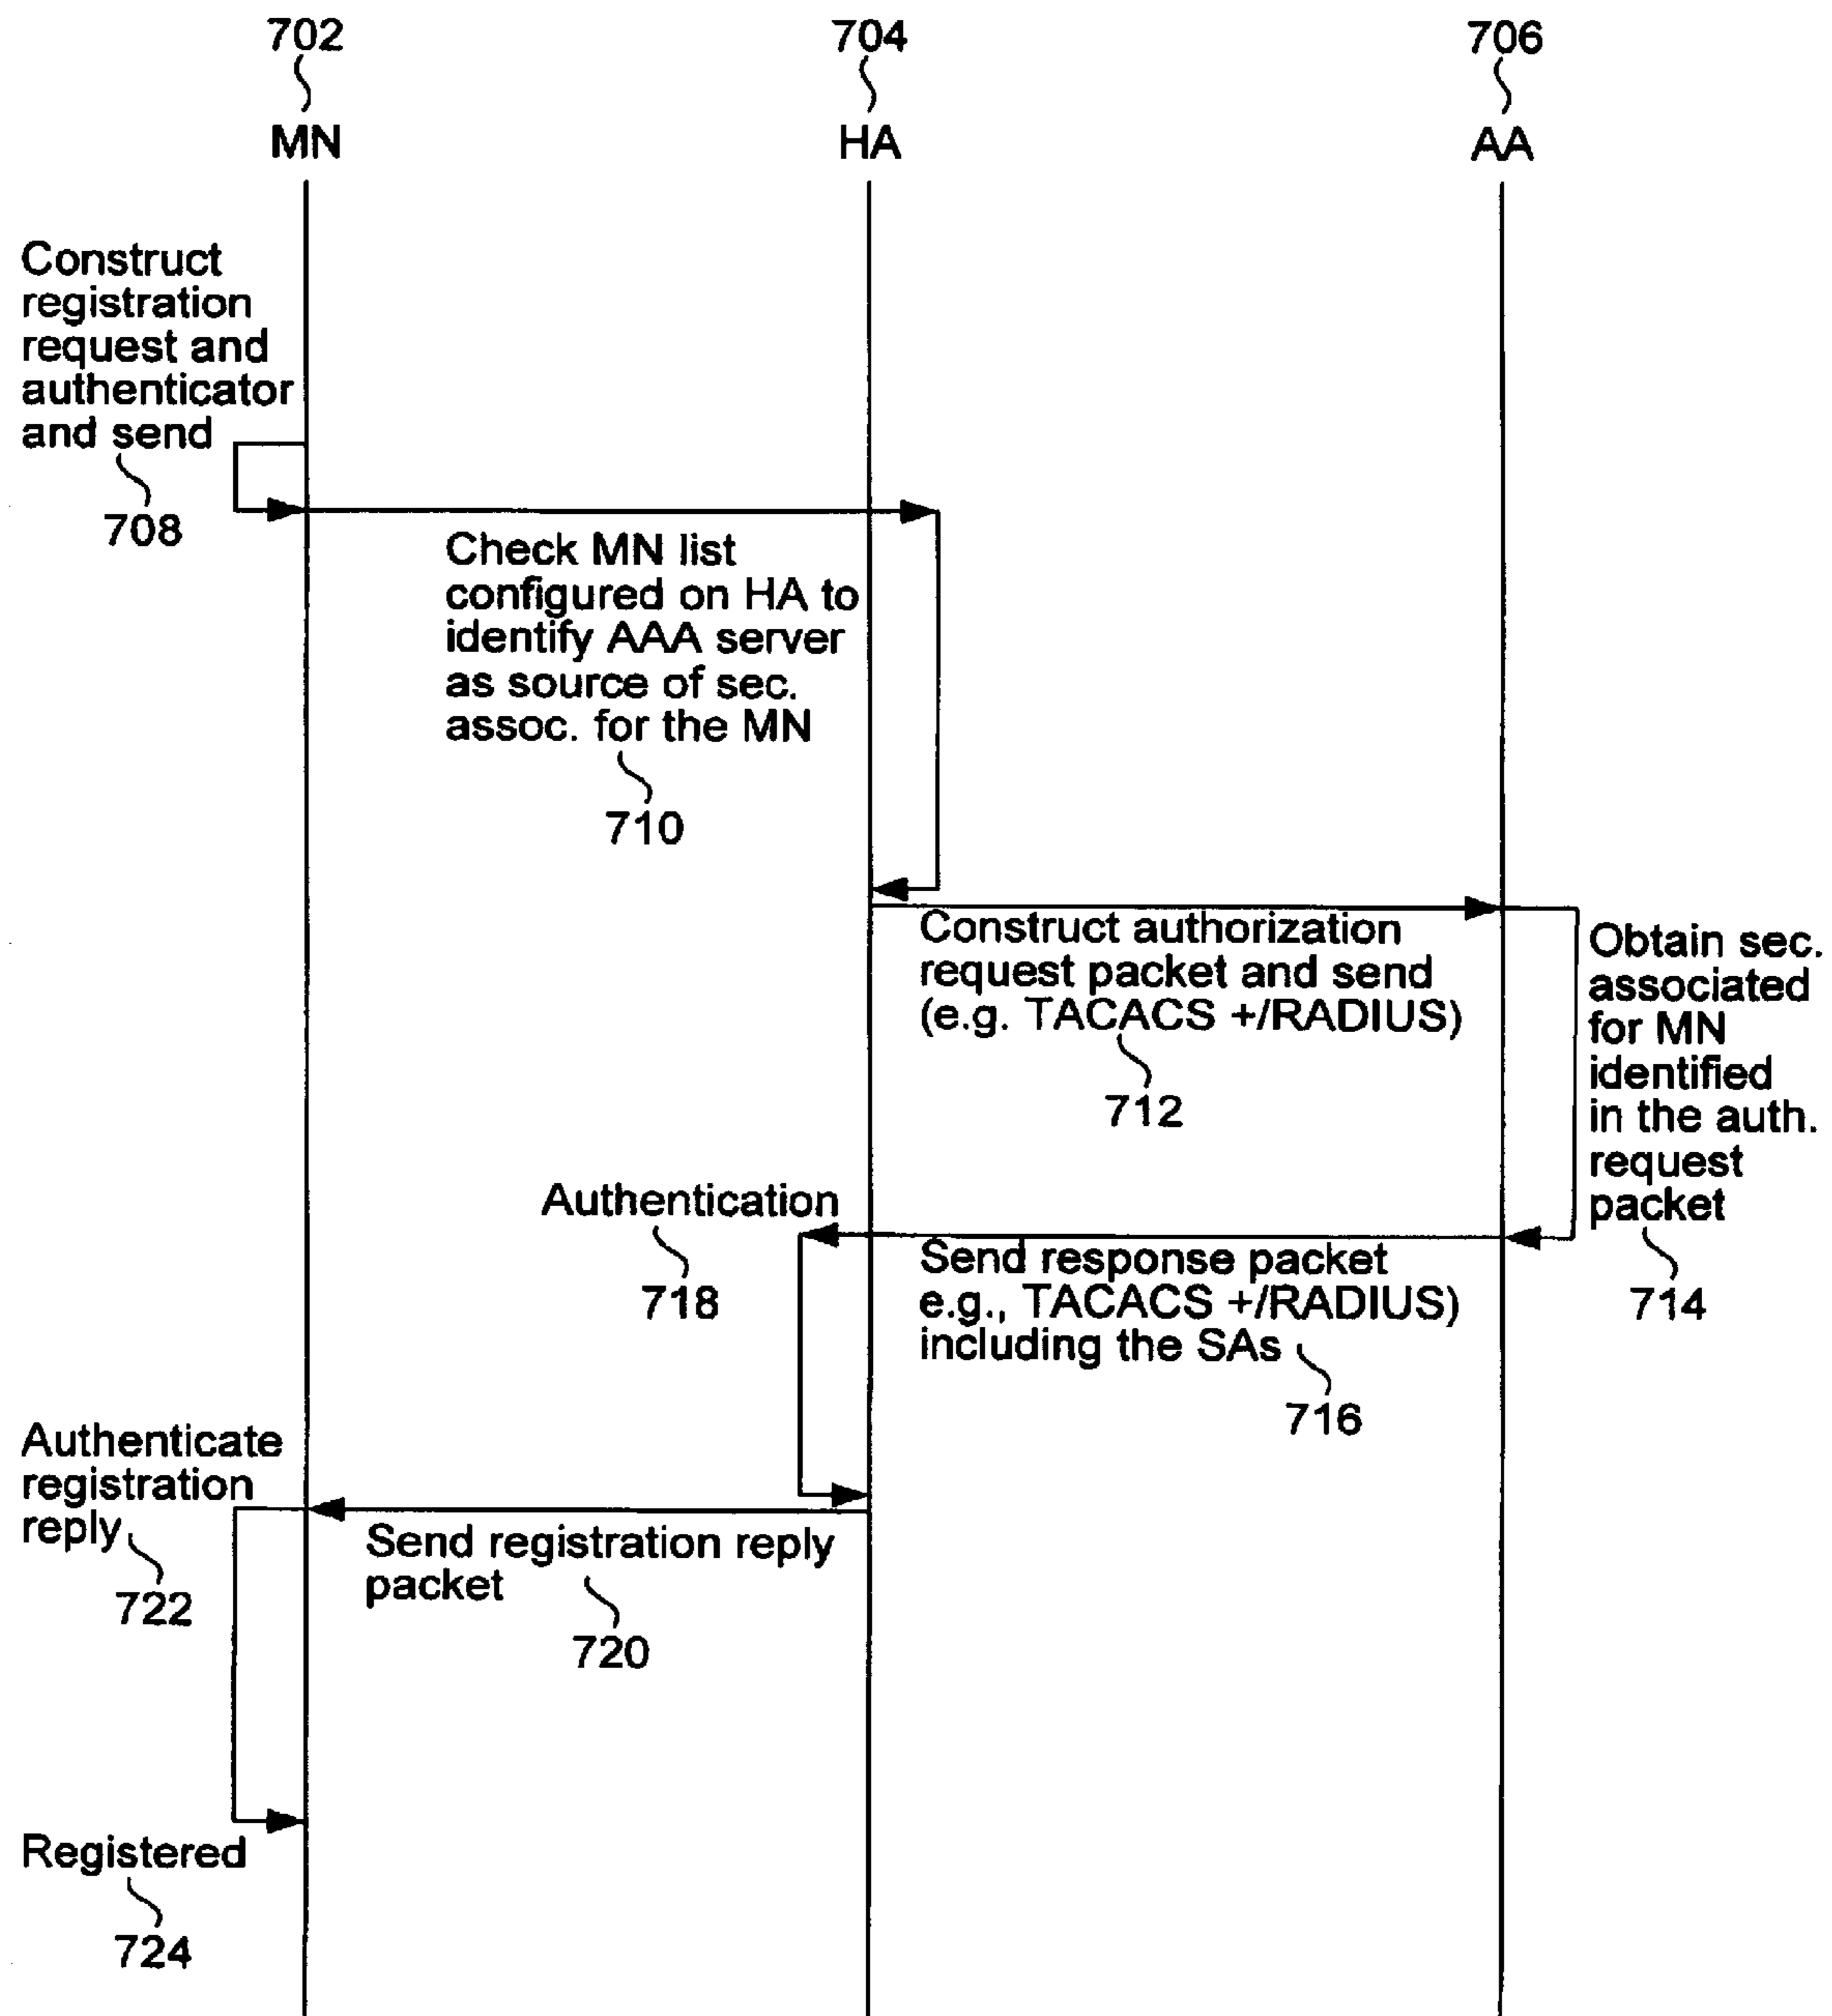 702
704
706
MN
HA
AA
Construct
registration
request and
authenticator
and send
708
Check MN list
configured on HA to
identify AAA server
as source of sec.
assoc. for the MN
710
Construct authorization
request packet and send
(e.g. TACACS +/RADIUS)
712
Obtain sec.
associated
for MN
identified
in the auth.
request
packet
714
Authentication
718
Send response packet
e.g., TACACS +/RADIUS)
including the SAs
716
Authenticate
registration
reply
722
Send registration reply
packet
720
Registered
724